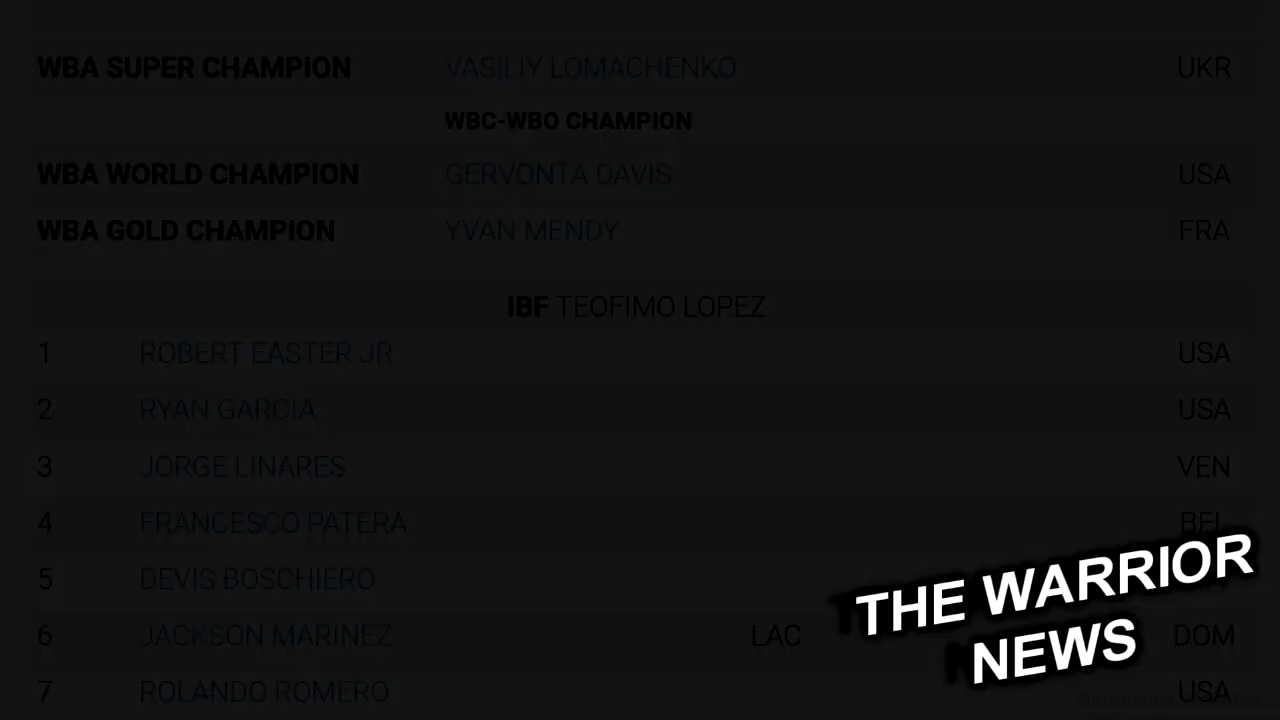 WBA SUPER CHAMPION VASILIY LOMACHENKO UKR
WBC-WBO CHAMPION
WBA WORLD CHAMPION GERVONTA DAVIS USA
WBA GOLD CHAMPION YVAN MENDY FRA
IBF TEOFIMO LOPEZ
1 ROBERT EASTER JR USA
2 RYAN GARCIA USA
3 JORGE LINARES VEN
4 FRANCESCO PATERA BEL
5 DEVIS BOSCHIERO
6 JACKSON MARINEZ LAC DOM
7 ROLANDO ROMERO USA
THE WARRIOR
NEWS